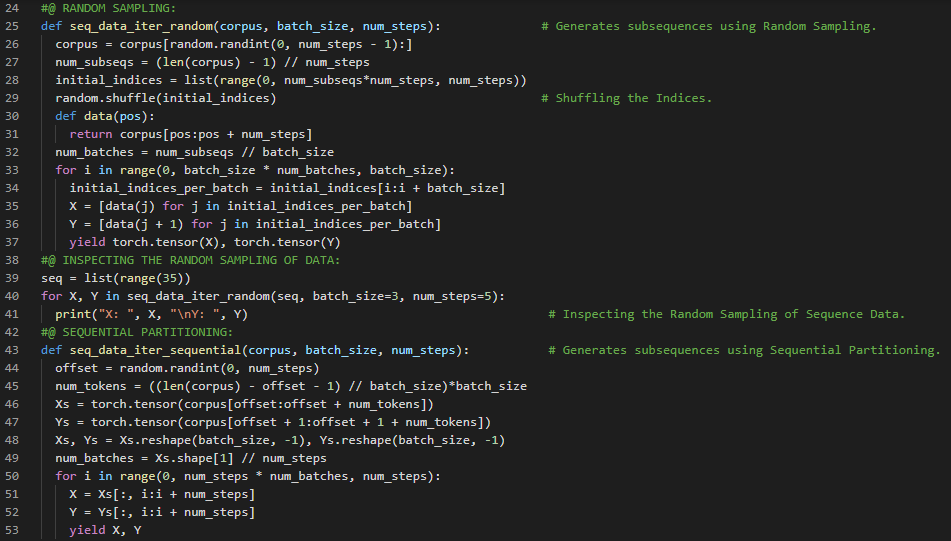 24 #@ RANDOM SAMPLING:
25 def seq_data_iter_random(corpus, batch_size, num_steps): # Generates subsequences using Random Sampling.
26 corpus = corpus[random.randint(0, num_steps - 1):]
27 num_subseqs = (len(corpus) - 1) // num_steps
28 initial_indices = list(range(0, num_subseqs*num_steps, num_steps))
29 random.shuffle(initial_indices) # Shuffling the Indices.
30 def data(pos):
31 return corpus[pos:pos + num_steps]
32 num_batches = num_subseqs // batch_size
33 for i in range(0, batch_size * num_batches, batch_size):
34 initial_indices_per_batch = initial_indices[i:i + batch_size]
35 X = [data(j) for j in initial_indices_per_batch]
36 Y = [data(j + 1) for j in initial_indices_per_batch]
37 yield torch.tensor(X), torch.tensor(Y)
38 #@ INSPECTING THE RANDOM SAMPLING OF DATA:
39 seq = list(range(35))
40 for X, Y in seq_data_iter_random(seq, batch_size=3, num_steps=5):
41 print("X: ", X, "\nY: ", Y) # Inspecting the Random Sampling of Sequence Data.
42 #@ SEQUENTIAL PARTITIONING:
43 def seq_data_iter_sequential(corpus, batch_size, num_steps): # Generates subsequences using Sequential Partitioning.
44 offset = random.randint(0, num_steps)
45 num_tokens = ((len(corpus) - offset - 1) // batch_size)*batch_size
46 Xs = torch.tensor(corpus[offset:offset + num_tokens])
47 Ys = torch.tensor(corpus[offset + 1:offset + 1 + num_tokens])
48 Xs, Ys = Xs.reshape(batch_size, -1), Ys.reshape(batch_size, -1)
49 num_batches = Xs.shape[1] // num_steps
50 for i in range(0, num_steps * num_batches, num_steps):
51 X = Xs[:, i:i + num_steps]
52 Y = Ys[:, i:i + num_steps]
53 yield X, Y